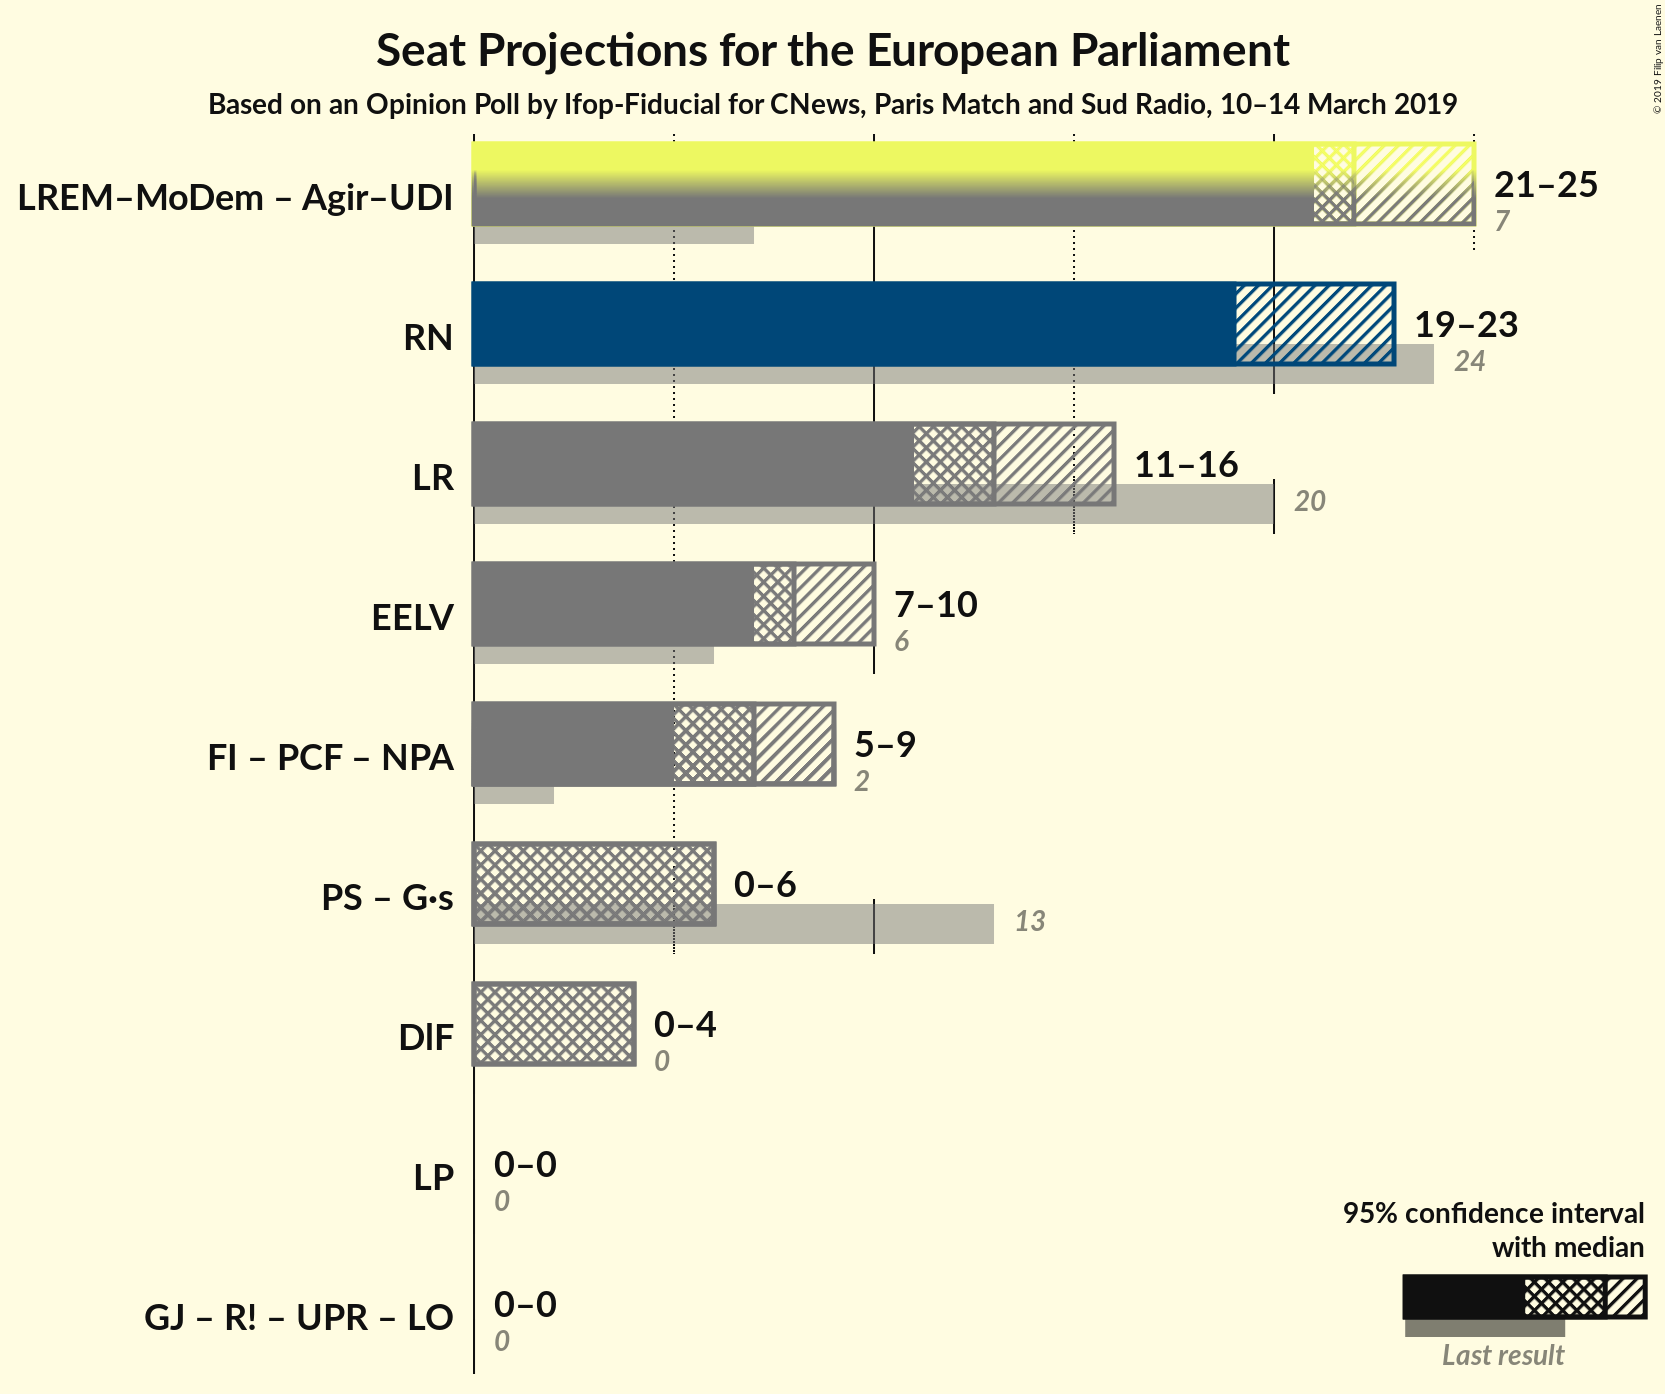 Seat Projections for the European Parliament
Based on an Opinion Poll by Ifop-Fiducial for CNews, Paris Match and Sud Radio, 10–14 March 2019
© 2019 Filip van Laenen
LREM–MoDem – Agir–UDI
21–25
7
RN
19–23
24
LR
11–16
20
EELV
7–10
6
FI – PCF – NPA
5–9
2
PS – G·s
0–6
13
DlF
0–4
0
LP
0–0
0
GJ – R! – UPR – LO
0–0
0
95% confidence interval
with median
Last result